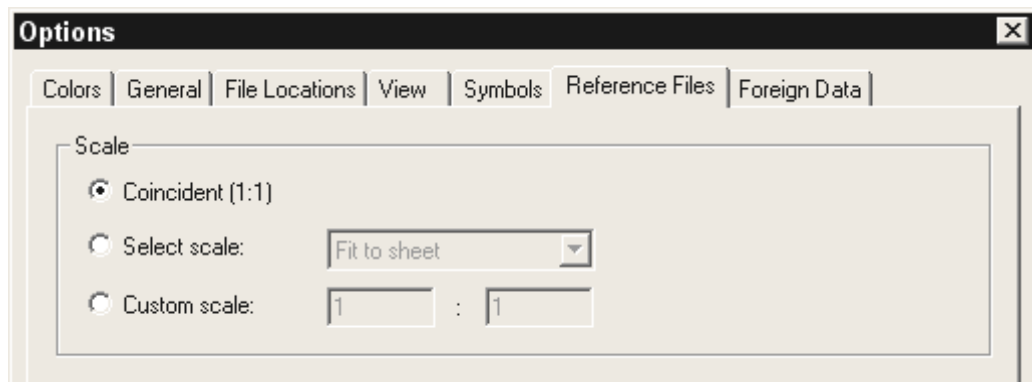 Options
Colors General File Locations View Symbols Reference Files Foreign Data
Scale
Coincident (1:1)
Select scale: Fit to sheet
Custom scale: 1 : 1